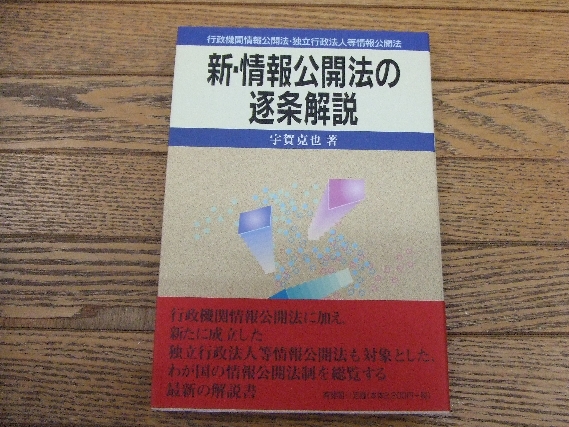 行政機関情報公開法・独立行政法人等情報公開法
新・情報公開法の
逐条解説
宇賀克也 著
行政機関情報公開法に加え、
新たに成立した
独立行政法人等情報公開法も対象とした、
わが国の情報公開法制を総覧する
最新の解説書